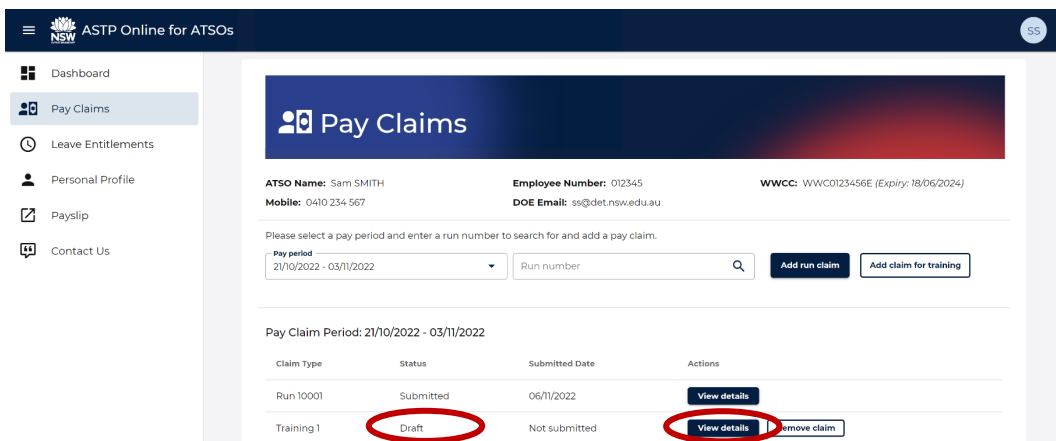 NSW
ASTP Online for ATSOs
SS
Dashboard
Pay Claims
Leave Entitlements
Personal Profile
Payslip
Contact Us
Pay Claims
ATSO Name: Sam SMITH Employee Number: 012345 WWCC: WWC0123456E (Expiry: 18/06/2024)
Mobile: 0410 234 567 DOE Email: ss@det.nsw.edu.au
Please select a pay period and enter a run number to search for and add a pay claim.
Pay period
21/10/2022 - 03/11/2022 Run number Add run claim Add claim for training
Pay Claim Period: 21/10/2022 - 03/11/2022
Claim Type Status Submitted Date Actions
Run 10001 Submitted 06/11/2022 View details
Training 1 Draft Not submitted View details emove claim